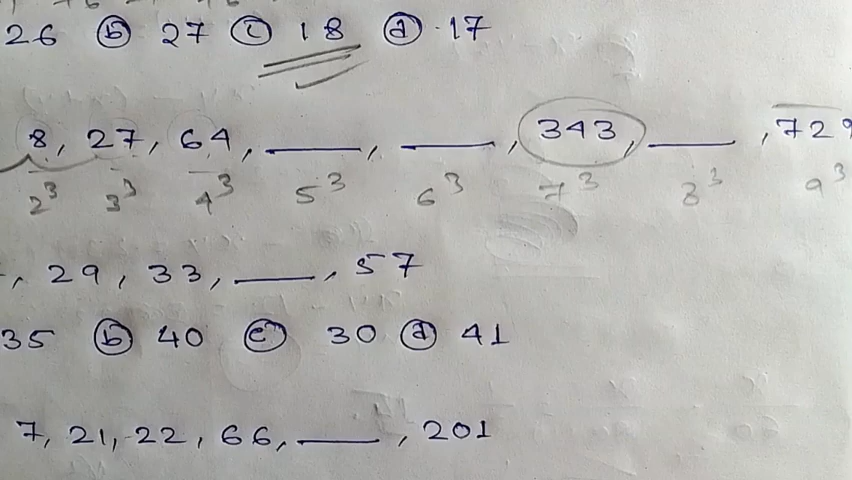 26 ⓑ 27 ⓒ 18 ⓓ 17
8, 27, 64, ____, ____, 343, ____, 729
2³ 3³ 4³ 5³ 6³ 7³ 8³ 9³
, 29, 33, ____, 57
35 ⓑ 40 ⓒ 30 ⓓ 41
7, 21, 22, 66, ____, 201